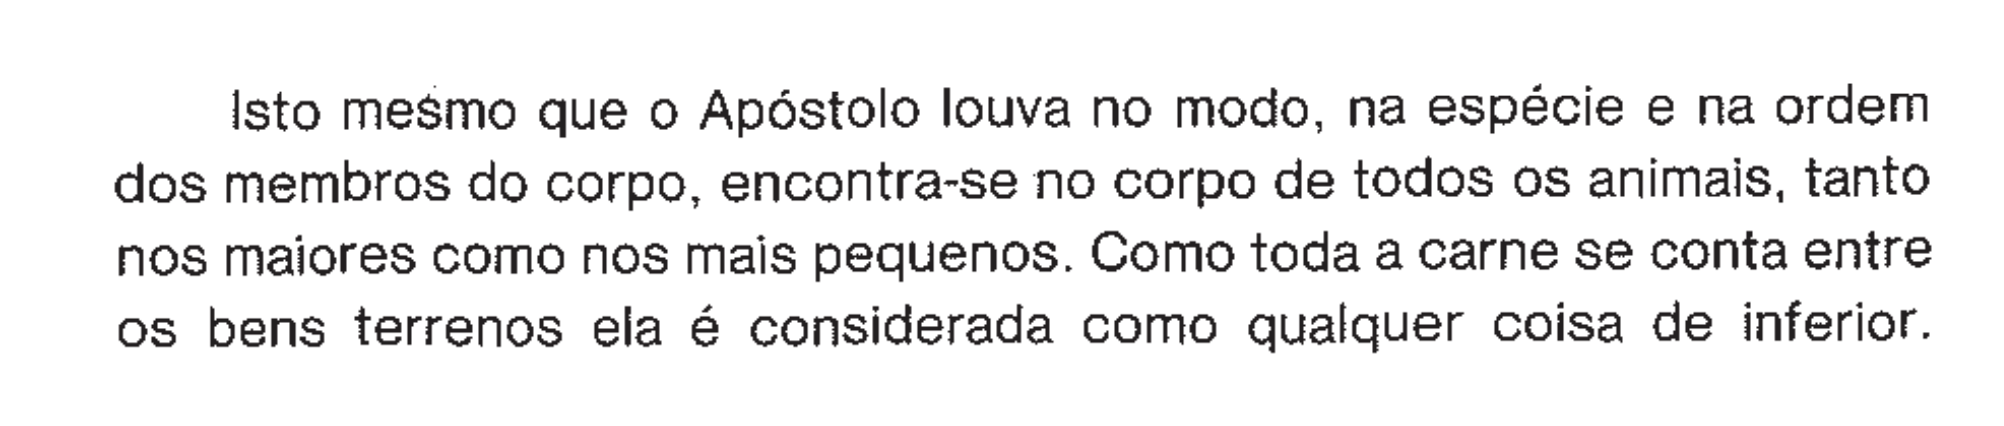 Isto mesmo que o Apóstolo louva no modo, na espécie e na ordem
dos membros do corpo, encontra-se no corpo de todos os animais, tanto
nos maiores como nos mais pequenos. Como toda a carne se conta entre
os bens terrenos ela é considerada como qualquer coisa de inferior.